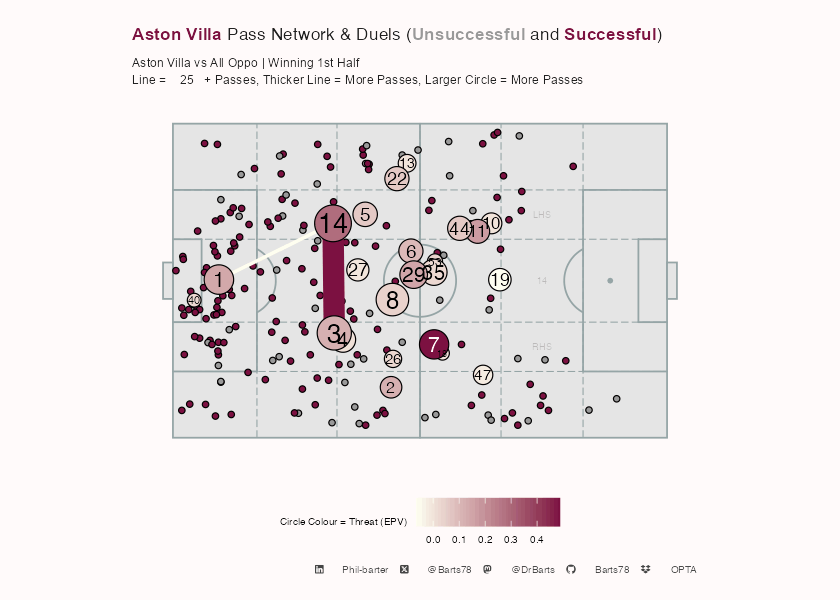 Aston Villa Pass Network & Duels (Unsuccessful and Successful)
Aston Villa vs All Oppo | Winning 1st Half
Line = 25 + Passes, Thicker Line = More Passes, Larger Circle = More Passes
13
22
5
14
44 11 10
LHS
6
27
29 35
1
19
14
40
8
3 4
7
RHS
26
47
2
Circle Colour = Threat (EPV)
0.0 0.1 0.2 0.3 0.4
Phil-barter @Barts78 @DrBarts Barts78 OPTA